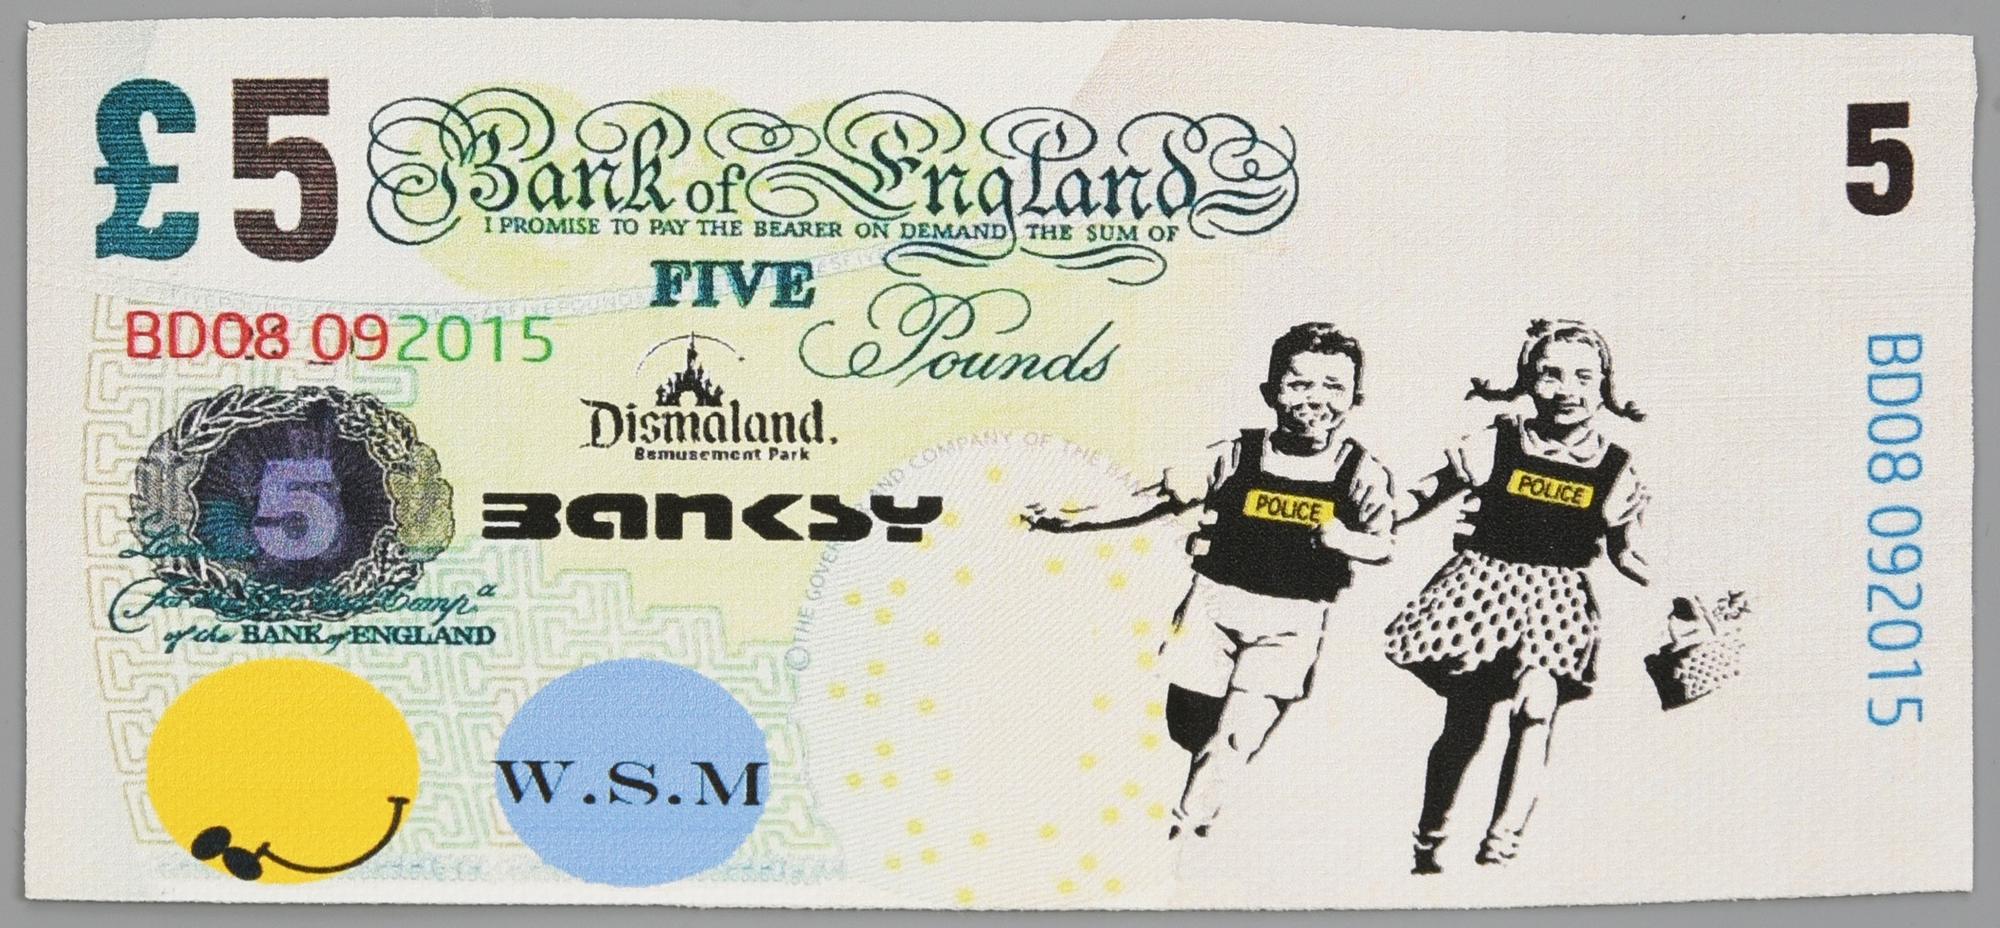 £5
Bank of England
I PROMISE TO PAY THE BEARER ON DEMAND THE SUM OF
FIVE
Pounds
5
BD08 092015
Dismaland.
Bemusement Park
BANKSY
5
of the BANK of ENGLAND
W.S.M
POLICE
POLICE
BD08 092015